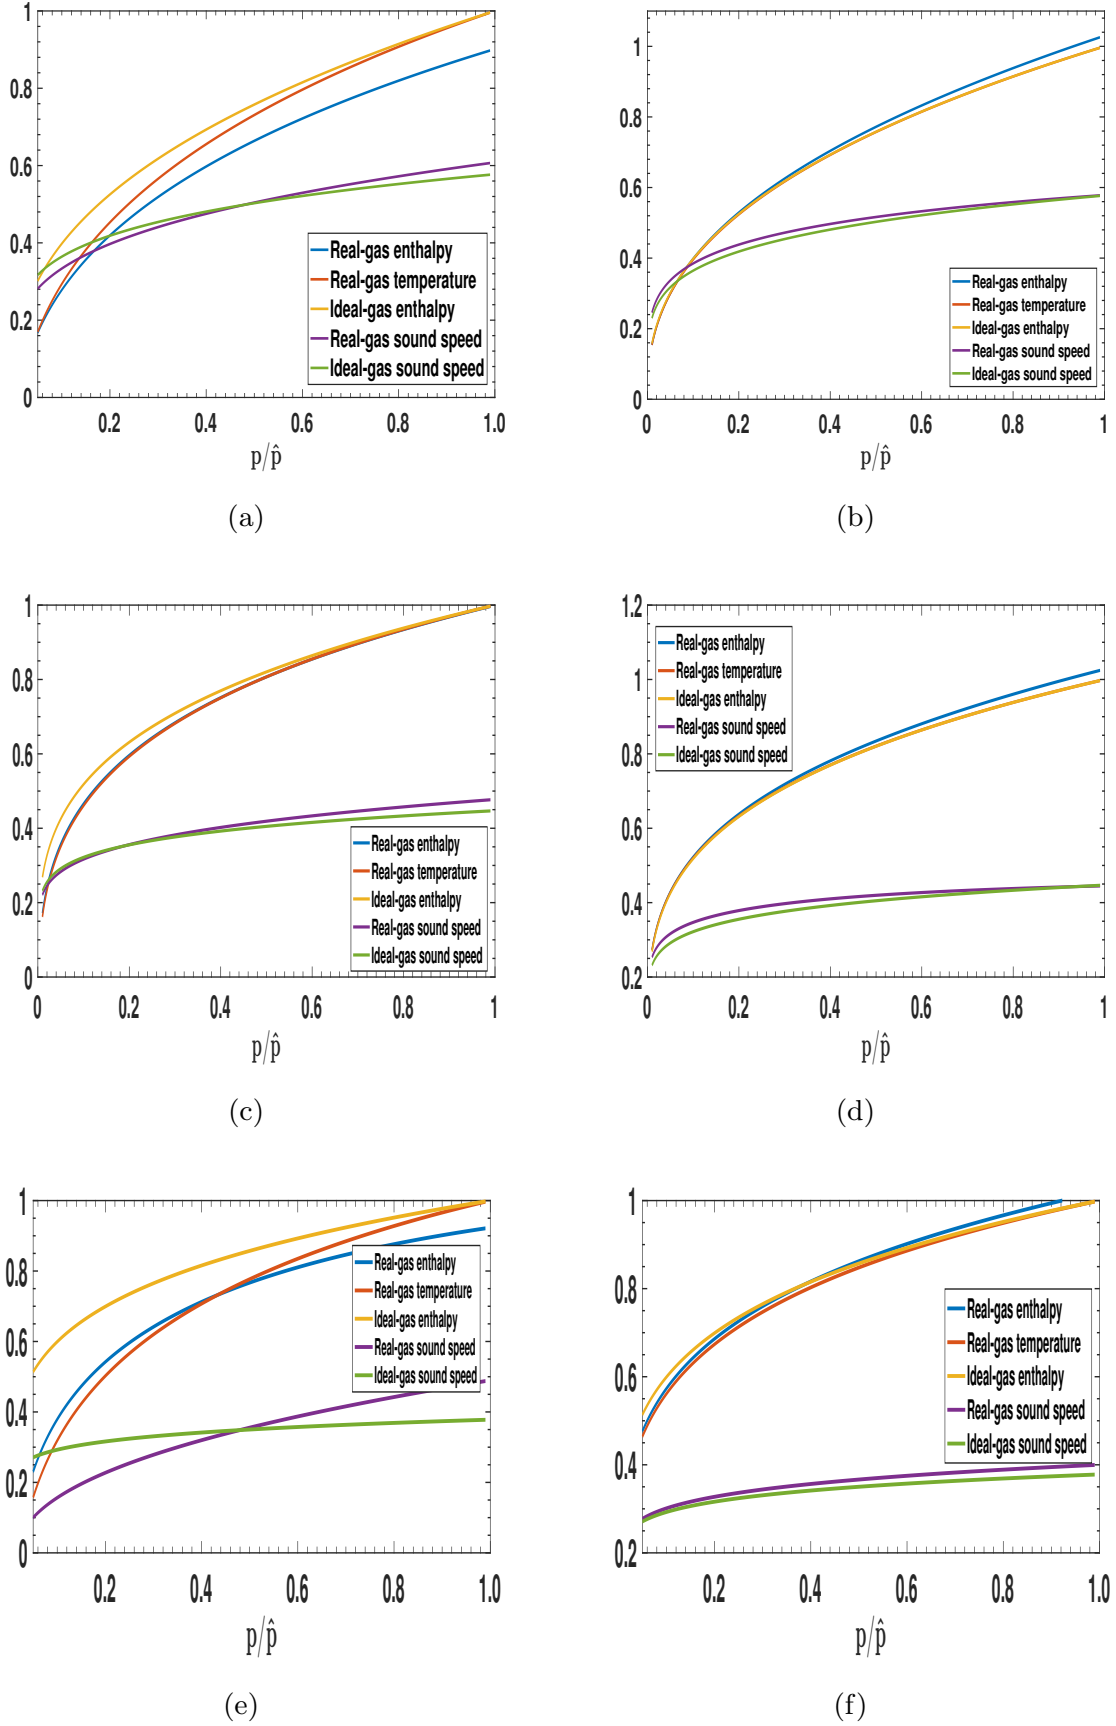 1
0.8
0.6
0.4
0.2
0
0.2 0.4 0.6 0.8 1.0
Real-gas enthalpy
Real-gas temperature
Ideal-gas enthalpy
Real-gas sound speed
Ideal-gas sound speed
p/p̂
(a)
1
0.8
0.6
0.4
0.2
0
0 0.2 0.4 0.6 0.8 1
Real-gas enthalpy
Real-gas temperature
Ideal-gas enthalpy
Real-gas sound speed
Ideal-gas sound speed
p/p̂
(b)
1
0.8
0.6
0.4
0.2
0
0 0.2 0.4 0.6 0.8 1
Real-gas enthalpy
Real-gas temperature
Ideal-gas enthalpy
Real-gas sound speed
Ideal-gas sound speed
p/p̂
(c)
1.2
1
0.8
0.6
0.4
0.2
0 0.2 0.4 0.6 0.8 1
Real-gas enthalpy
Real-gas temperature
Ideal-gas enthalpy
Real-gas sound speed
Ideal-gas sound speed
p/p̂
(d)
1
0.8
0.6
0.4
0.2
0
0.2 0.4 0.6 0.8 1.0
Real-gas enthalpy
Real-gas temperature
Ideal-gas enthalpy
Real-gas sound speed
Ideal-gas sound speed
p/p̂
(e)
1
0.8
0.6
0.4
0.2
0.2 0.4 0.6 0.8 1.0
Real-gas enthalpy
Real-gas temperature
Ideal-gas enthalpy
Real-gas sound speed
Ideal-gas sound speed
p/p̂
(f)